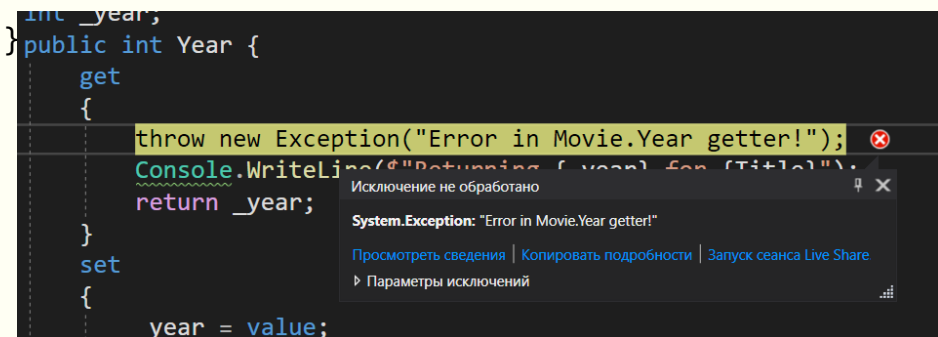 int _year;
}
public int Year {
get
{
throw new Exception("Error in Movie.Year getter!");
Console.WriteLine($"Returning {_year} for {Title}");
return _year;
}
set
{
_year = value;
Исключение не обработано
System.Exception: "Error in Movie.Year getter!"
Просмотреть сведения | Копировать подробности | Запуск сеанса Live Share
Параметры исключений